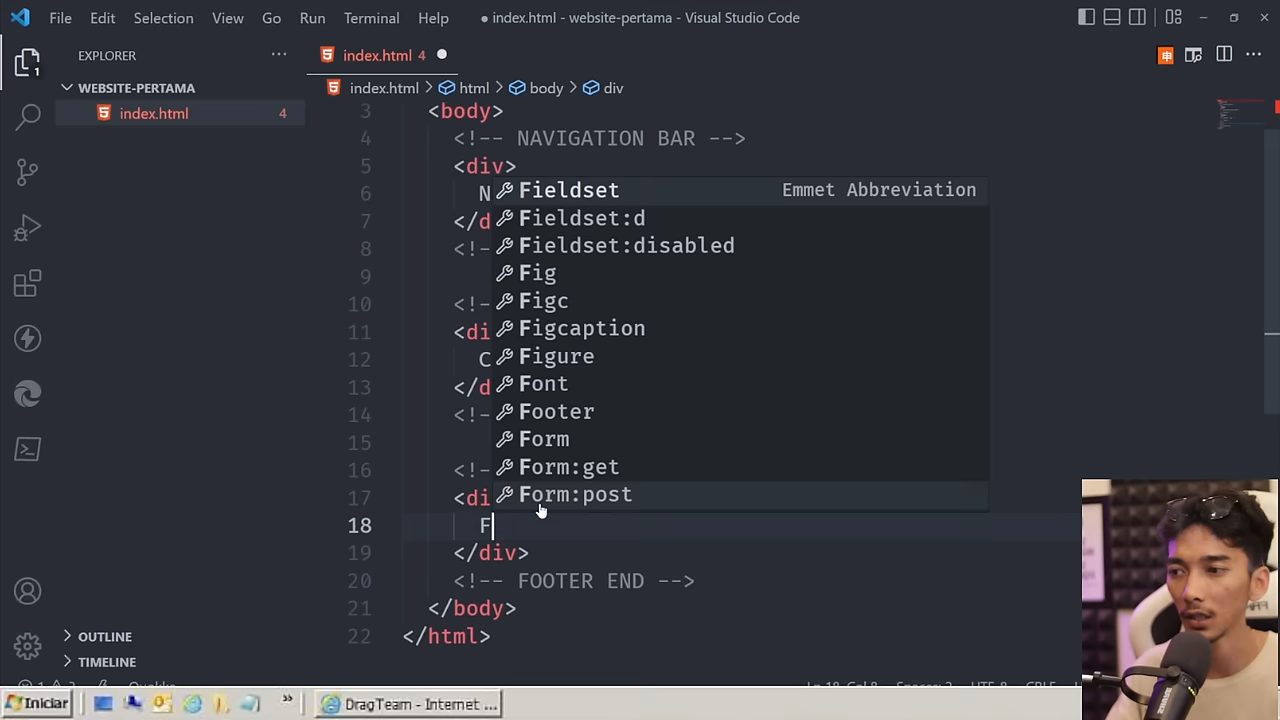 File Edit Selection View Go Run Terminal Help ● index.html - website-pertama - Visual Studio Code
EXPLORER ··· index.html 4 ●
WEBSITE-PERTAMA
index.html 4
index.html > html > body > div
3 <body>
4 <!-- NAVIGATION BAR -->
5 <div>
6 N
7 </d
8 <!-
9
10 <!-
11 <di
12 C
13 </d
14 <!-
15
16 <!-
17 <di
18 F
19 </div>
20 <!-- FOOTER END -->
21 </body>
22 </html>
Fieldset Emmet Abbreviation
Fieldset:d
Fieldset:disabled
Fig
Figc
Figcaption
Figure
Font
Footer
Form
Form:get
Form:post
1
OUTLINE
TIMELINE
Iniciar » DragTeam - Internet ...